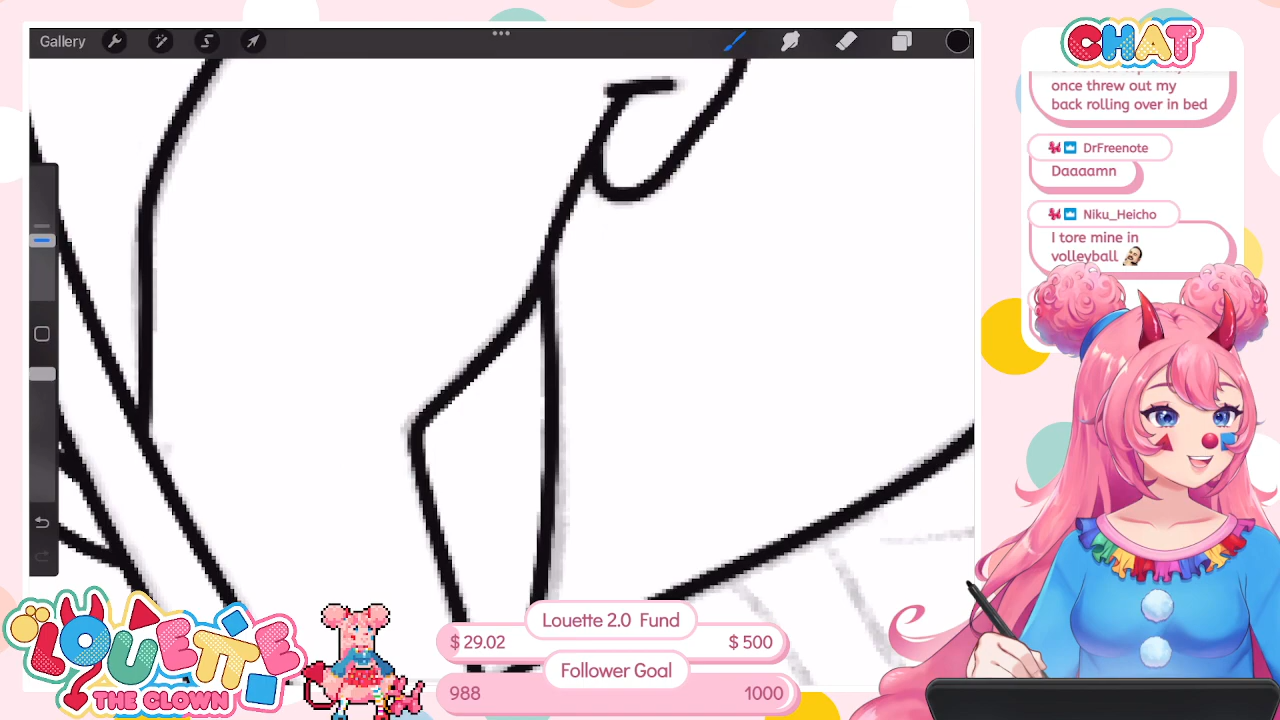 Gallery
CHAT
once threw out my
back rolling over in bed
DrFreenote
Daaaamn
Niku_Heicho
I tore mine in
volleyball
LOUETTE
THE CLOWN
Louette 2.0 Fund
$ 29.02
$ 500
Follower Goal
988
1000